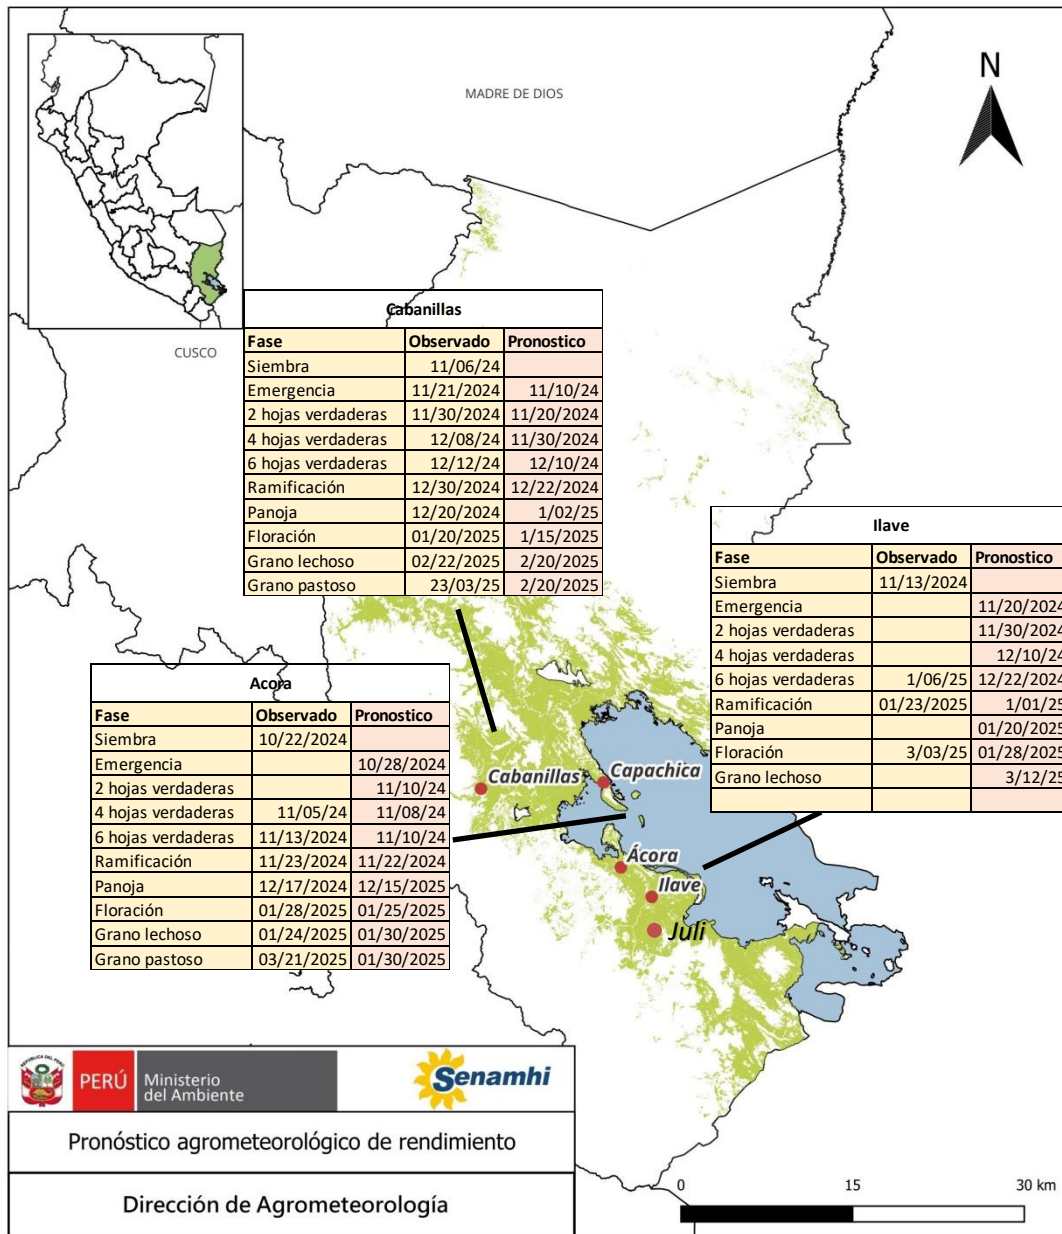 MADRE DE DIOS
N
CUSCO
Cabanillas
Fase Observado Pronostico
Siembra 11/06/24
Emergencia 11/21/2024 11/10/24
2 hojas verdaderas 11/30/2024 11/20/2024
4 hojas verdaderas 12/08/24 11/30/2024
6 hojas verdaderas 12/12/24 12/10/24
Ramificación 12/30/2024 12/22/2024
Panoja 12/20/2024 1/02/25
Floración 01/20/2025 1/15/2025
Grano lechoso 02/22/2025 2/20/2025
Grano pastoso 23/03/25 2/20/2025
Ilave
Fase Observado Pronostico
Siembra 11/13/2024
Emergencia 11/20/2024
2 hojas verdaderas 11/30/2024
4 hojas verdaderas 12/10/24
6 hojas verdaderas 1/06/25 12/22/2024
Ramificación 01/23/2025 1/01/25
Panoja 01/20/2025
Floración 3/03/25 01/28/2025
Grano lechoso 3/12/25
Acora
Fase Observado Pronostico
Siembra 10/22/2024
Emergencia 10/28/2024
2 hojas verdaderas 11/10/24
4 hojas verdaderas 11/05/24 11/08/24
6 hojas verdaderas 11/13/2024 11/10/24
Ramificación 11/23/2024 11/22/2024
Panoja 12/17/2024 12/15/2025
Floración 01/28/2025 01/25/2025
Grano lechoso 01/24/2025 01/30/2025
Grano pastoso 03/21/2025 01/30/2025
Cabanillas
Capachica
Ácora
Ilave
Juli
REPÚBLICA DEL PERÚ
PERÚ
Ministerio
del Ambiente
Senamhi
Pronóstico agrometeorológico de rendimiento
Dirección de Agrometeorología
0 15 30 km